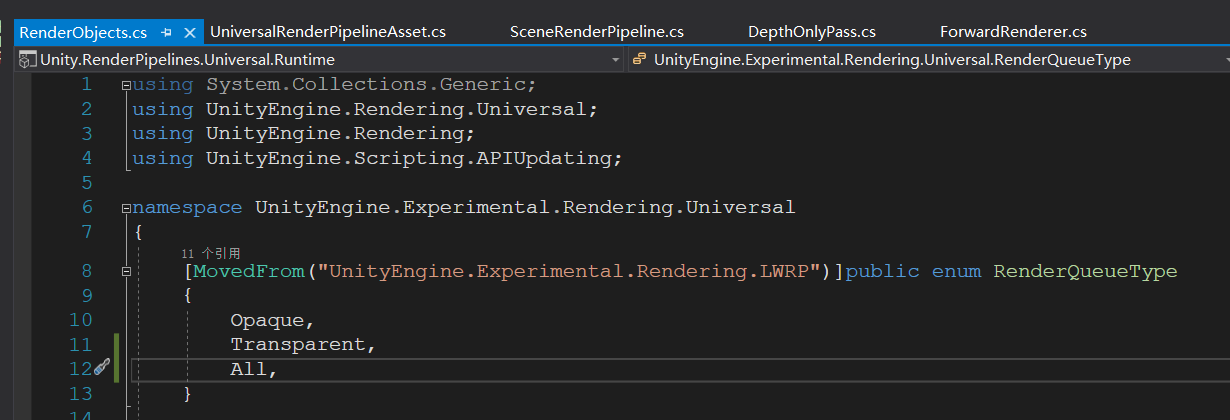 RenderObjects.cs UniversalRenderPipelineAsset.cs SceneRenderPipeline.cs DepthOnlyPass.cs ForwardRenderer.cs
Unity.RenderPipelines.Universal.Runtime UnityEngine.Experimental.Rendering.Universal.RenderQueueType
1 using System.Collections.Generic;
2 using UnityEngine.Rendering.Universal;
3 using UnityEngine.Rendering;
4 using UnityEngine.Scripting.APIUpdating;
5
6 namespace UnityEngine.Experimental.Rendering.Universal
7 {
11 个引用
8 [MovedFrom("UnityEngine.Experimental.Rendering.LWRP")]public enum RenderQueueType
9 {
10 Opaque,
11 Transparent,
12 All,
13 }
14